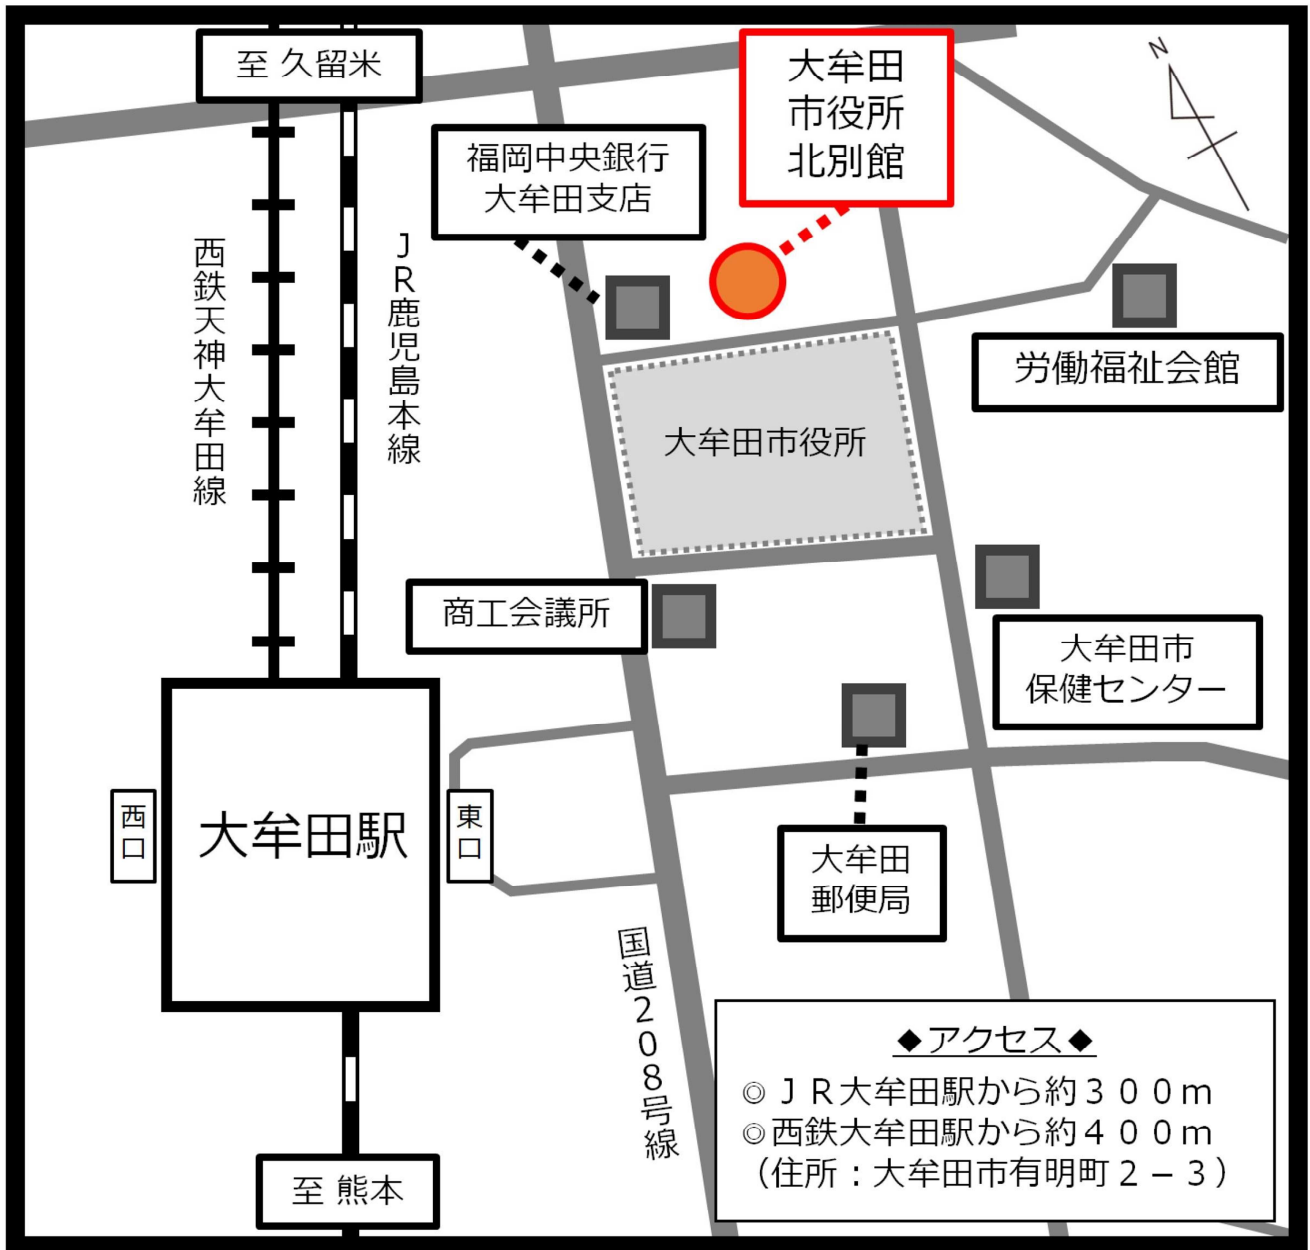 至 久留米
大牟田
市役所
北別館
N
福岡中央銀行
大牟田支店
西鉄天神大牟田線
JR鹿児島本線
労働福祉会館
大牟田市役所
商工会議所
大牟田市
保健センター
西口
大牟田駅
東口
大牟田
郵便局
国道208号線
◆アクセス◆
◎JR大牟田駅から約300m
◎西鉄大牟田駅から約400m
（住所：大牟田市有明町2－3）
至 熊本